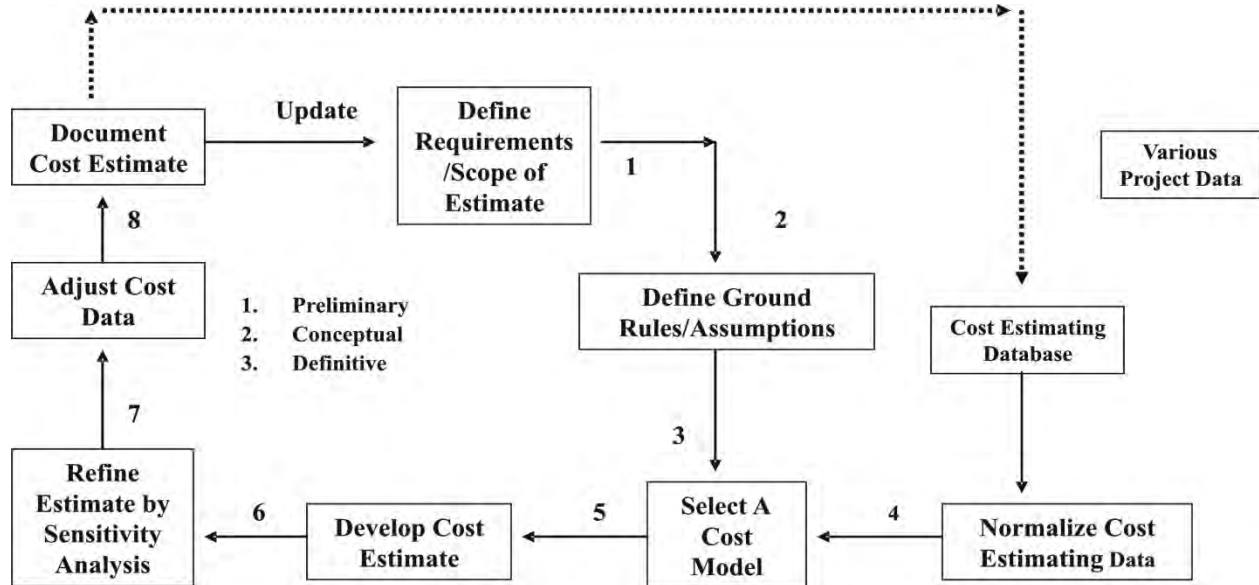 Document
Cost Estimate
Update
Define
Requirements
/Scope of
Estimate
1
Various
Project Data
2
8
Adjust Cost
Data
1. Preliminary
2. Conceptual
3. Definitive
Define Ground
Rules/Assumptions
Cost Estimating
Database
7
3
Refine
Estimate by
Sensitivity
Analysis
6
Develop Cost
Estimate
5
Select A
Cost
Model
4
Normalize Cost
Estimating Data